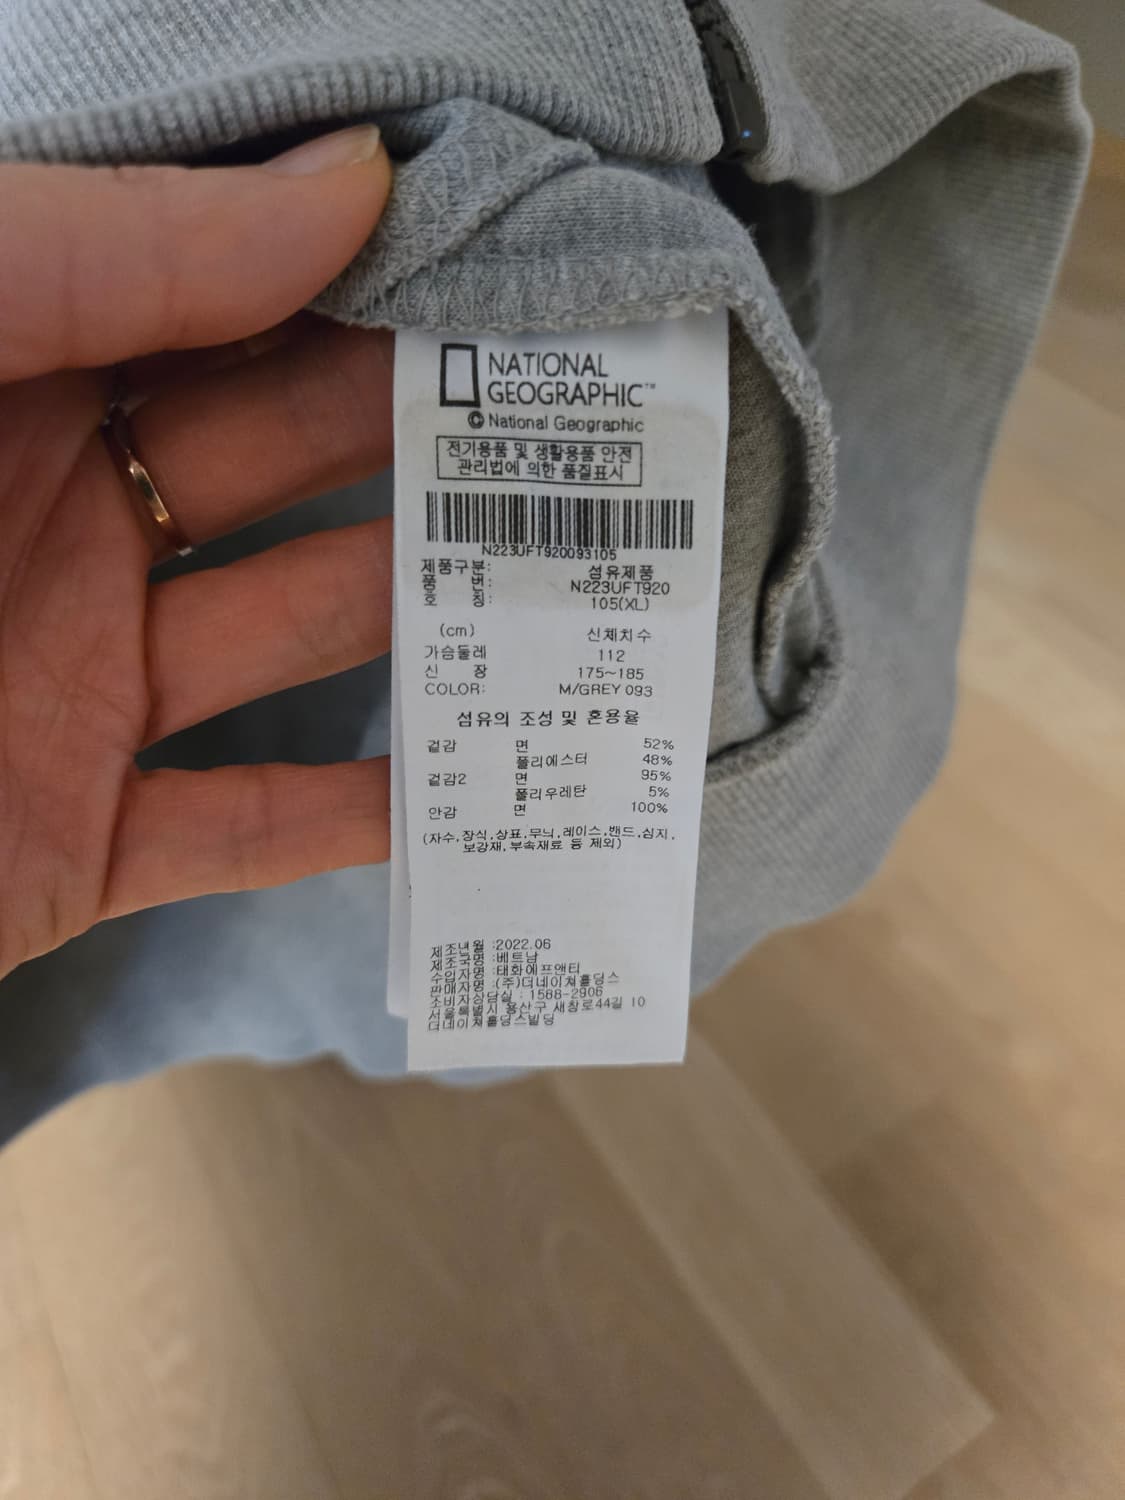 NATIONAL
GEOGRAPHIC™
© National Geographic
전기용품 및 생활용품 안전
관리법에 의한 품질표시
N223UFT920093105
제품구분: 섬유제품
품 번: N223UFT920
호 칭: 105(XL)
(cm) 신체치수
가슴둘레 112
신 장 175~185
COLOR: M/GREY 093
섬유의 조성 및 혼용율
겉감 면 52%
폴리에스터 48%
겉감2 면 95%
폴리우레탄 5%
안감 면 100%
(자수,장식,상표,무늬,레이스,밴드,심지,
보강재,부속재료 등 제외)
제조년월 :2022.06
제조국명 :베트남
수입자명 :태화에프앤티
판매자명 :(주)더네이쳐홀딩스
소비자상담실 : 1588-2906
서울특별시 용산구 새창로44길 10
더네이쳐홀딩스빌딩